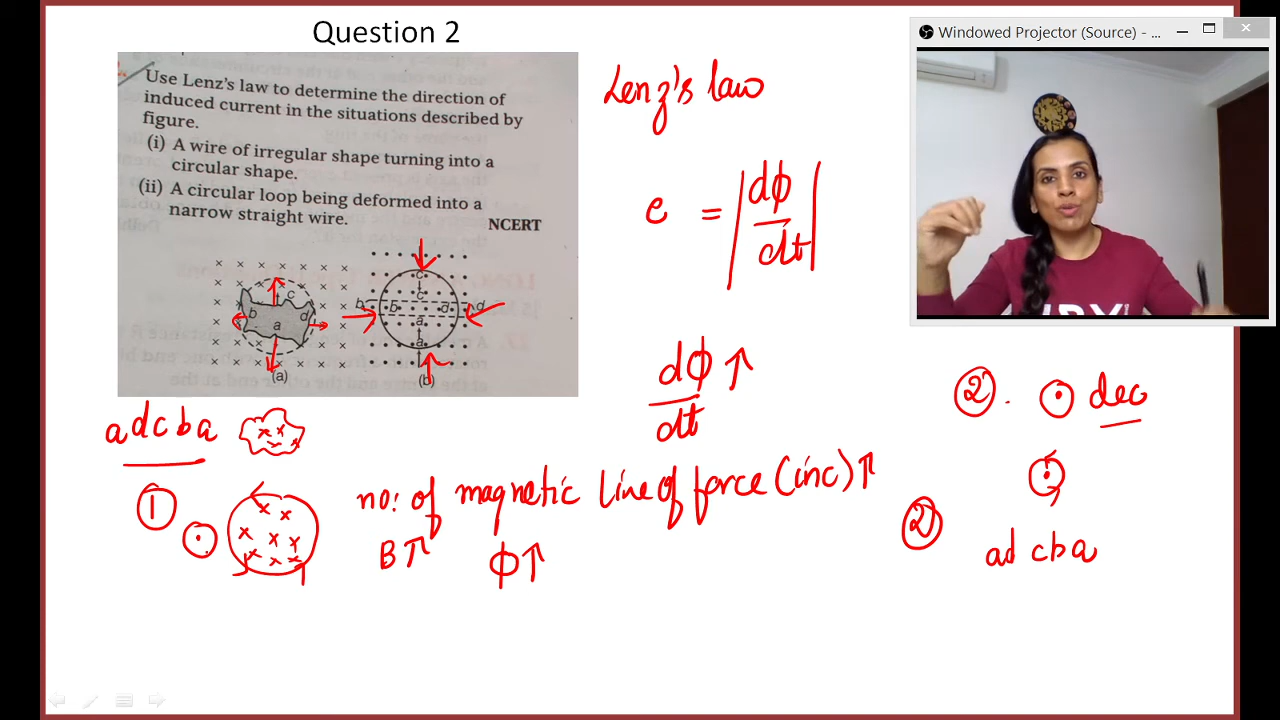 Question 2
Windowed Projector (Source) - ...
Use Lenz's law to determine the direction of
induced current in the situations described by
figure.
(i) A wire of irregular shape turning into a
circular shape.
(ii) A circular loop being deformed into a
narrow straight wire.
NCERT
c
b
d
a
(a)
c
c
b
b
d
d
a
a
(b)
Lenz's law
e = |dϕ/dt|
dϕ/dt ↑
adcba
1
no: of magnetic line of force (inc) ↑
B↑ ϕ↑
2. dec
2
adcba